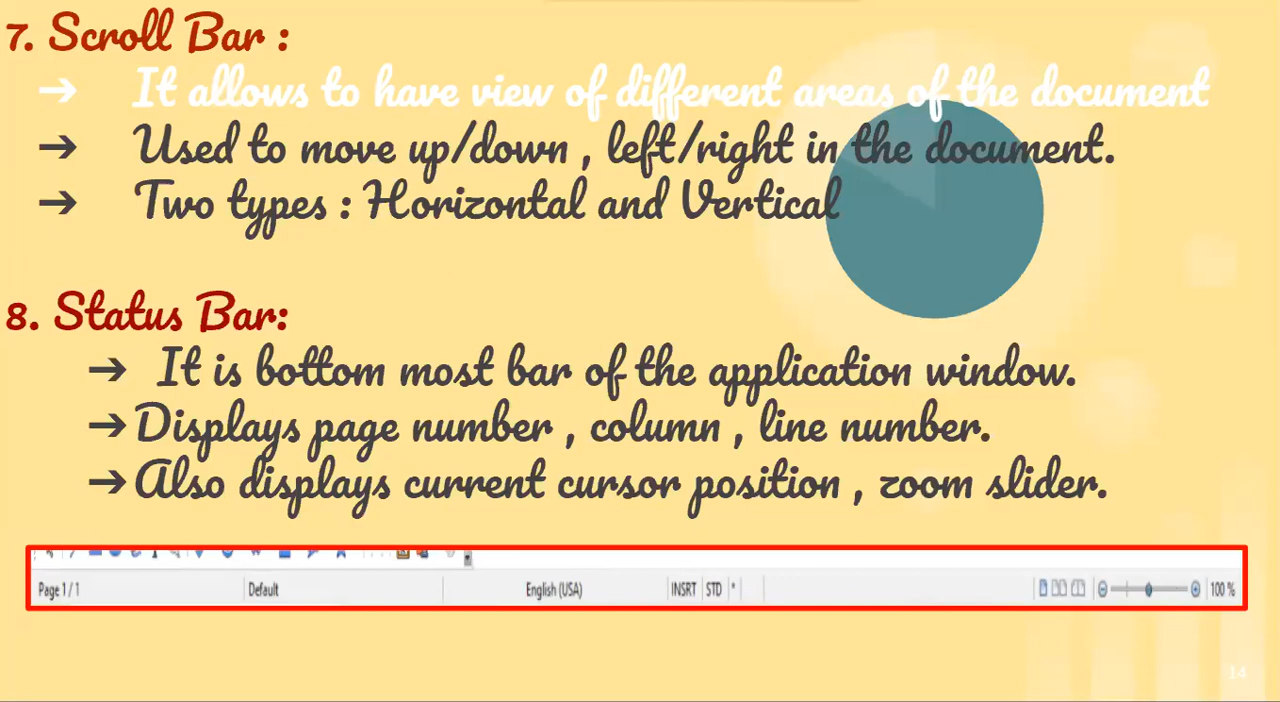 7. Scroll Bar :
➔ It allows to have view of different areas of the document
➔ Used to move up/down , left/right in the document.
➔ Two types : Horizontal and Vertical
8. Status Bar:
➔ It is bottom most bar of the application window.
➔ Displays page number , column , line number.
➔ Also displays current cursor position , zoom slider.
Page 1 / 1 Default English (USA) INSRT STD * 100 %
14